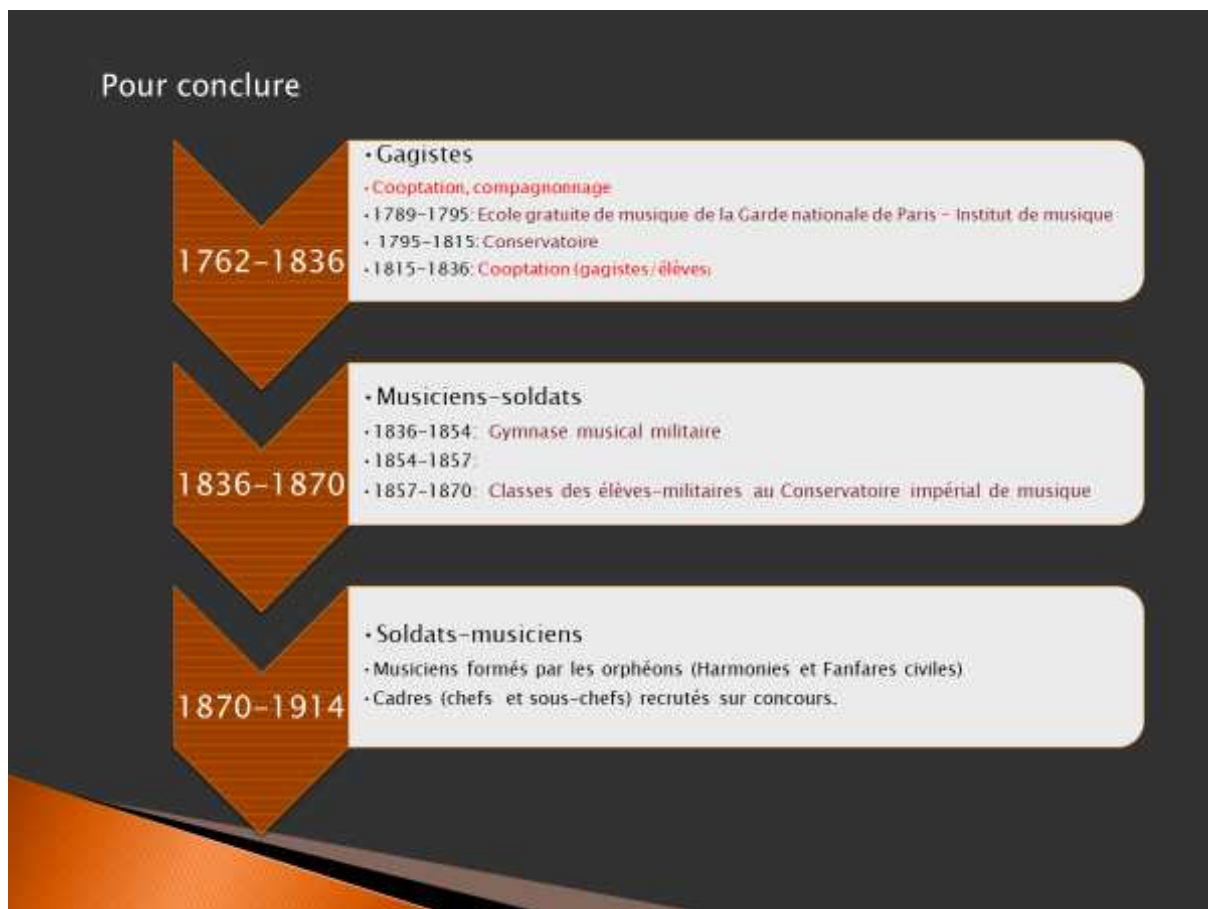 Pour conclure
1762-1836
•Gagistes
•Cooptation, compagnonnage
•1789-1795: Ecole gratuite de musique de la Garde nationale de Paris - Institut de musique
• 1795-1815: Conservatoire
•1815-1836: Cooptation (gagistes/élèves)
1836-1870
•Musiciens-soldats
•1836-1854: Gymnase musical militaire
•1854-1857:
•1857-1870: Classes des élèves-militaires au Conservatoire impérial de musique
1870-1914
•Soldats-musiciens
•Musiciens formés par les orphéons (Harmonies et Fanfares civiles)
•Cadres (chefs et sous-chefs) recrutés sur concours.